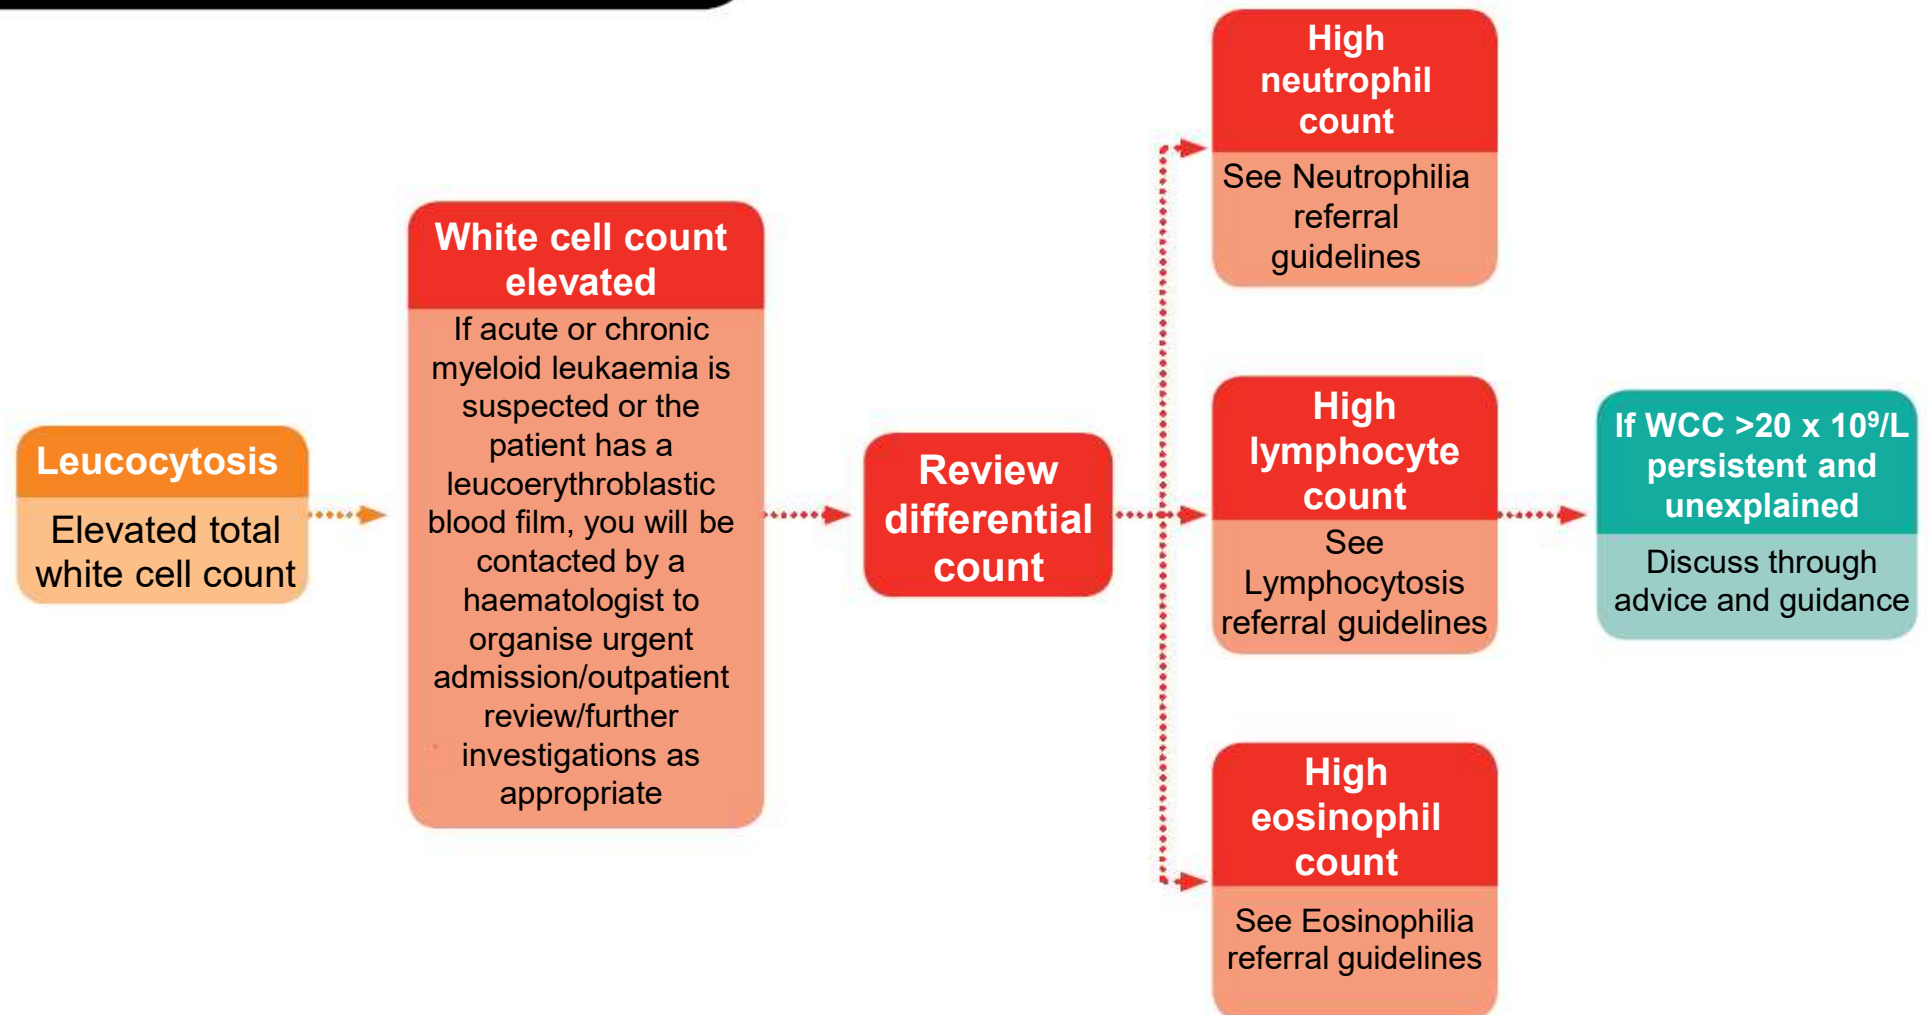 Leucocytosis
Elevated total
white cell count
White cell count
elevated
If acute or chronic
myeloid leukaemia is
suspected or the
patient has a
leucoerythroblastic
blood film, you will be
contacted by a
haematologist to
organise urgent
admission/outpatient
review/further
investigations as
appropriate
Review
differential
count
High
neutrophil
count
See Neutrophilia
referral
guidelines
High
lymphocyte
count
See
Lymphocytosis
referral guidelines
High
eosinophil
count
See Eosinophilia
referral guidelines
If WCC >20 x 10⁹/L
persistent and
unexplained
Discuss through
advice and guidance